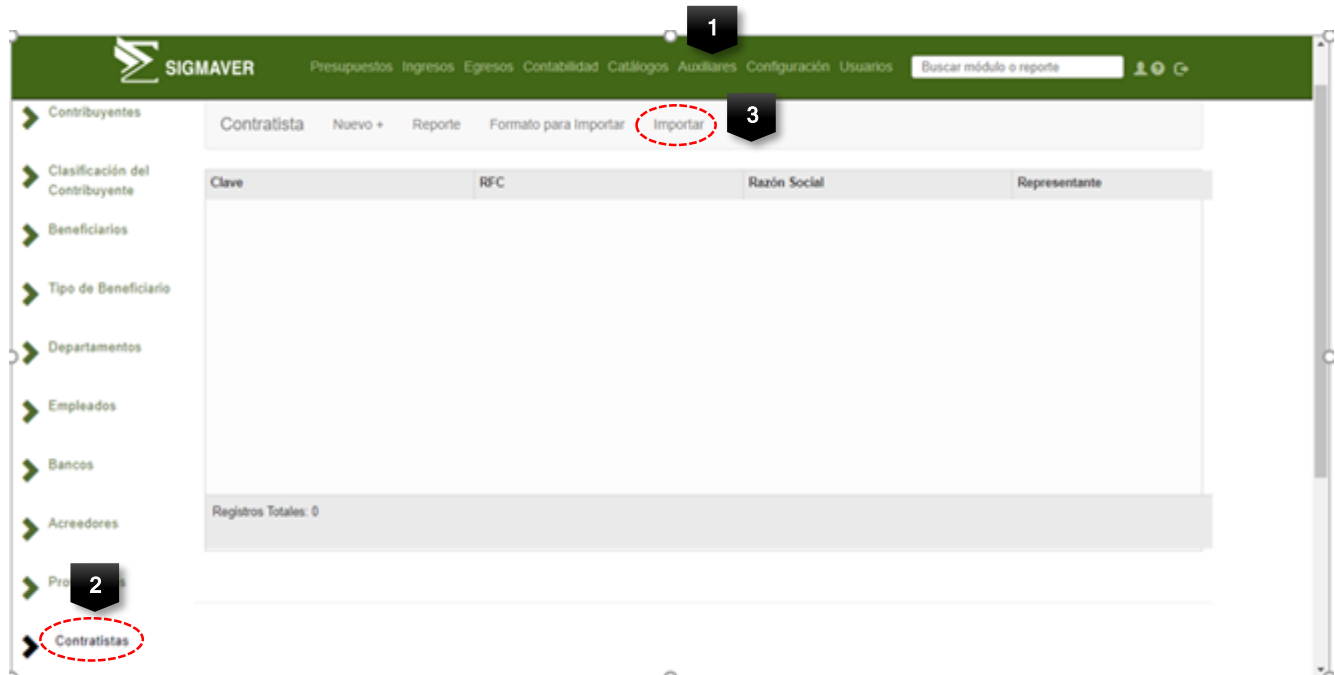 1
SIGMAVER
Presupuestos Ingresos Egresos Contabilidad Catálogos Auxiliares Configuración Usuarios
Buscar módulo o reporte
Contribuyentes
Clasificación del
Contribuyente
Beneficiarios
Tipo de Beneficiario
Departamentos
Empleados
Bancos
Acreedores
2
Contratistas
Contratista Nuevo + Reporte Formato para Importar Importar
3
Clave RFC Razón Social Representante
Registros Totales: 0